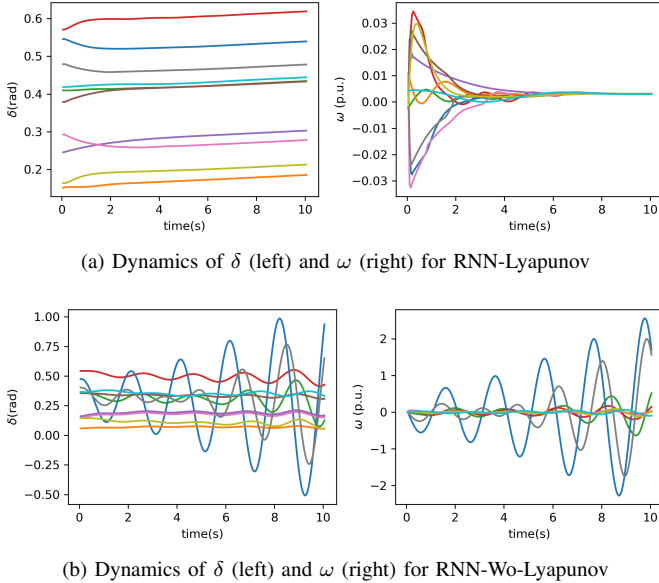 0.6
0.5
0.4
0.3
0.2
δ(rad)
0 2 4 6 8 10
time(s)
0.03
0.02
0.01
0.00
−0.01
−0.02
−0.03
ω (p.u.)
0 2 4 6 8 10
time(s)
(a) Dynamics of δ (left) and ω (right) for RNN-Lyapunov
1.00
0.75
0.50
0.25
0.00
−0.25
−0.50
δ(rad)
0 2 4 6 8 10
time(s)
2
1
0
−1
−2
ω (p.u.)
0 2 4 6 8 10
time(s)
(b) Dynamics of δ (left) and ω (right) for RNN-Wo-Lyapunov